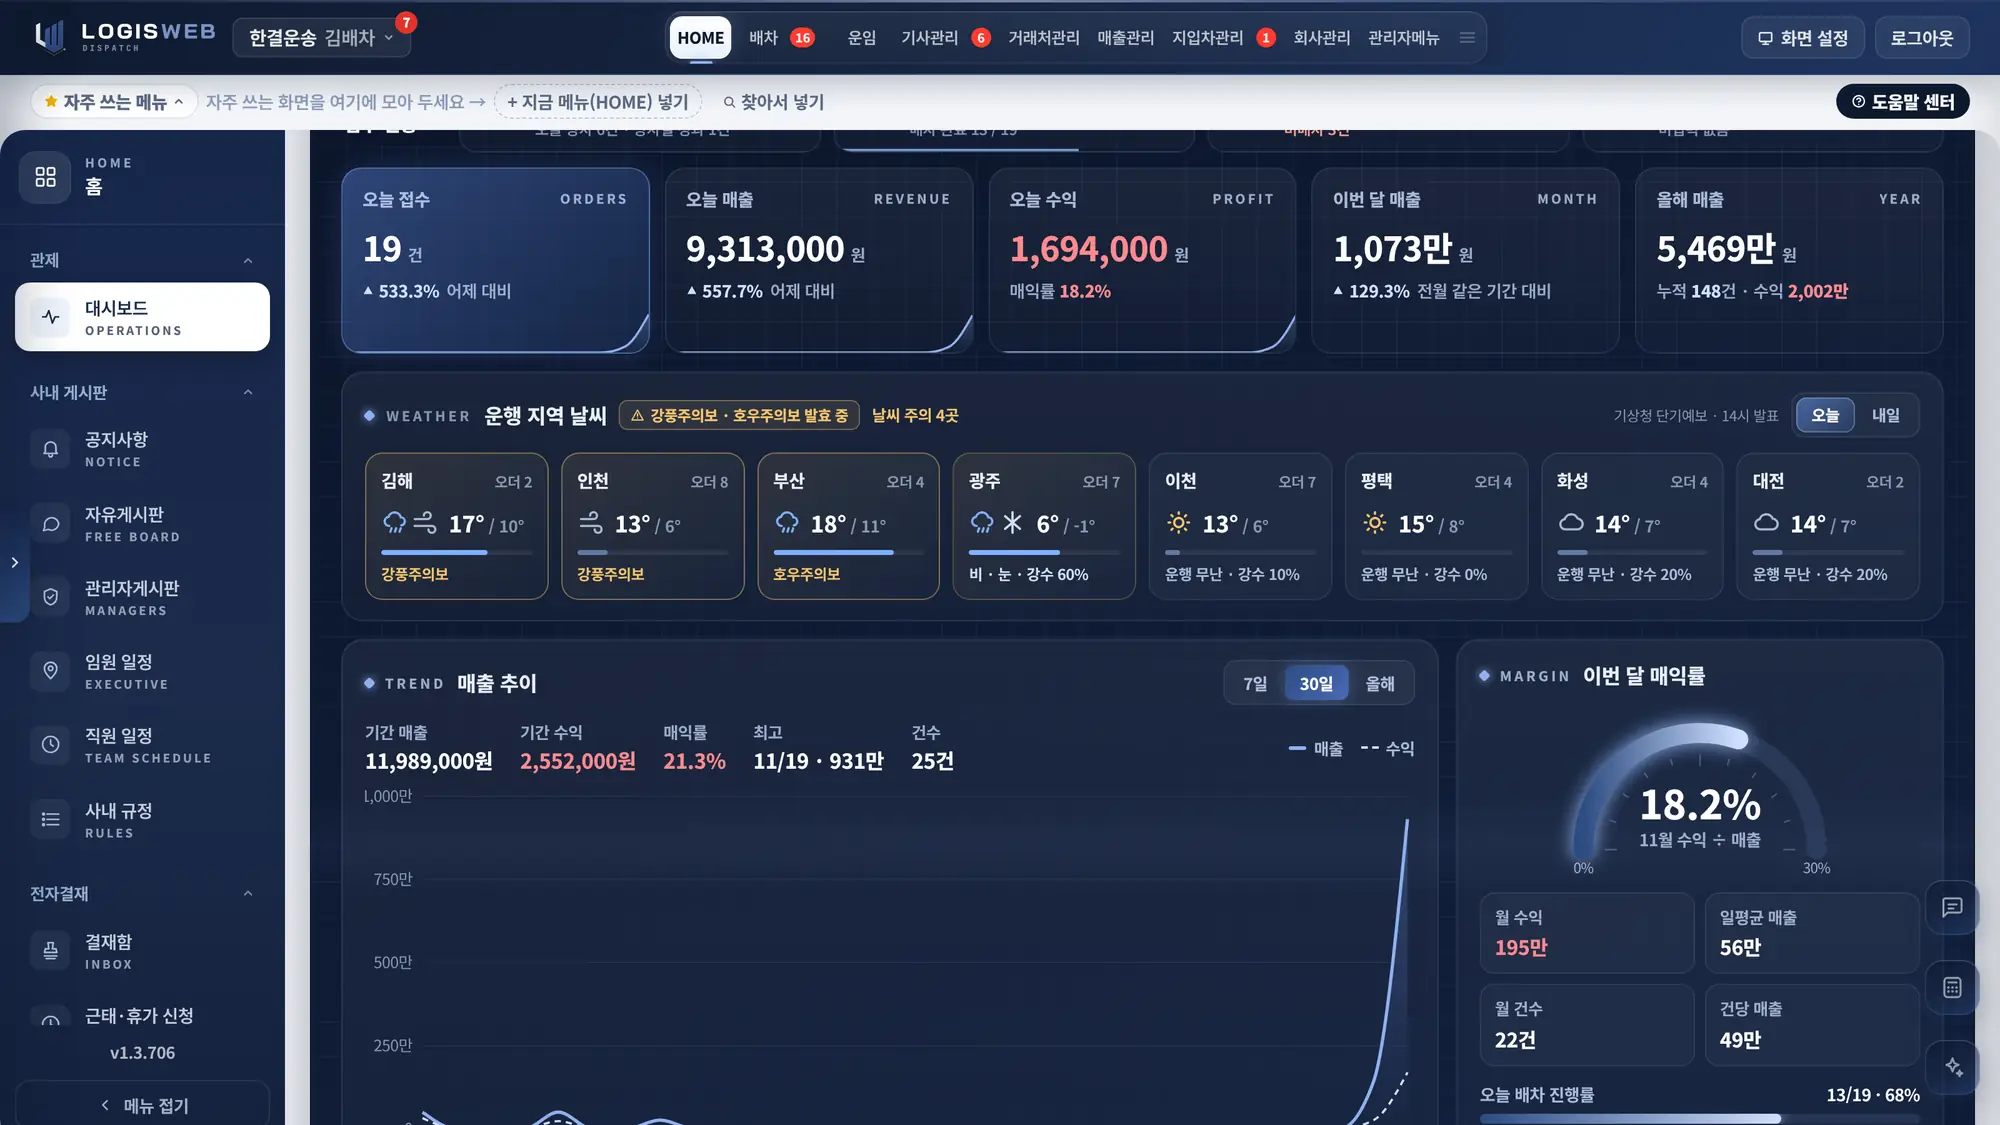 LOGISWEB
DISPATCH
한결운송 김배차
7
HOME
배차 16
운임
기사관리 6
거래처관리
매출관리
지입차관리 1
회사관리
관리자메뉴
화면 설정
로그아웃
자주 쓰는 메뉴
자주 쓰는 화면을 여기에 모아 두세요 →
+ 지금 메뉴(HOME) 넣기
찾아서 넣기
도움말 센터
HOME
홈
관제
대시보드
OPERATIONS
사내 게시판
공지사항
NOTICE
자유게시판
FREE BOARD
관리자게시판
MANAGERS
임원 일정
EXECUTIVE
직원 일정
TEAM SCHEDULE
사내 규정
RULES
전자결재
결재함
INBOX
근태·휴가 신청
v1.3.706
메뉴 접기
배차 완료 13 / 19
미배차 3건
오늘 접수 ORDERS
19 건
▲ 533.3% 어제 대비
오늘 매출 REVENUE
9,313,000 원
▲ 557.7% 어제 대비
오늘 수익 PROFIT
1,694,000 원
매익률 18.2%
이번 달 매출 MONTH
1,073만 원
▲ 129.3% 전월 같은 기간 대비
올해 매출 YEAR
5,469만 원
누적 148건 · 수익 2,002만
WEATHER 운행 지역 날씨
강풍주의보 · 호우주의보 발효 중
날씨 주의 4곳
기상청 단기예보 · 14시 발표
오늘 내일
김해 오더 2
17° / 10°
강풍주의보
인천 오더 8
13° / 6°
강풍주의보
부산 오더 4
18° / 11°
호우주의보
광주 오더 7
6° / -1°
비 · 눈 · 강수 60%
이천 오더 7
13° / 6°
운행 무난 · 강수 10%
평택 오더 4
15° / 8°
운행 무난 · 강수 0%
화성 오더 4
14° / 7°
운행 무난 · 강수 20%
대전 오더 2
14° / 7°
운행 무난 · 강수 20%
TREND 매출 추이
7일 30일 올해
기간 매출
11,989,000원
기간 수익
2,552,000원
매익률
21.3%
최고
11/19 · 931만
건수
25건
매출 수익
1,000만
750만
500만
250만
MARGIN 이번 달 매익률
18.2%
11월 수익 ÷ 매출
0% 30%
월 수익
195만
일평균 매출
56만
월 건수
22건
건당 매출
49만
오늘 배차 진행률 13/19 · 68%